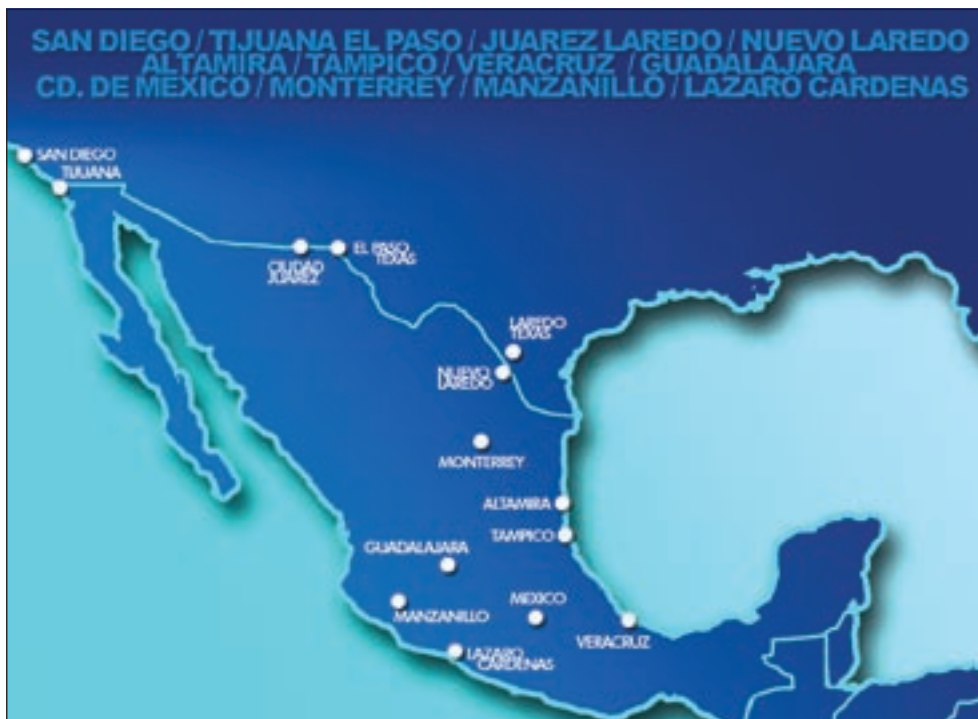 SAN DIEGO / TIJUANA EL PASO / JUAREZ LAREDO / NUEVO LAREDO
ALTAMIRA / TAMPICO / VERACRUZ / GUADALAJARA
CD. DE MEXICO / MONTERREY / MANZANILLO / LAZARO CARDENAS
SAN DIEGO
TIJUANA
EL PASO
TEXAS
CIUDAD
JUAREZ
LAREDO
TEXAS
NUEVO
LAREDO
MONTERREY
ALTAMIRA
TAMPICO
GUADALAJARA
MANZANILLO
MEXICO
VERACRUZ
LAZARO
CARDENAS